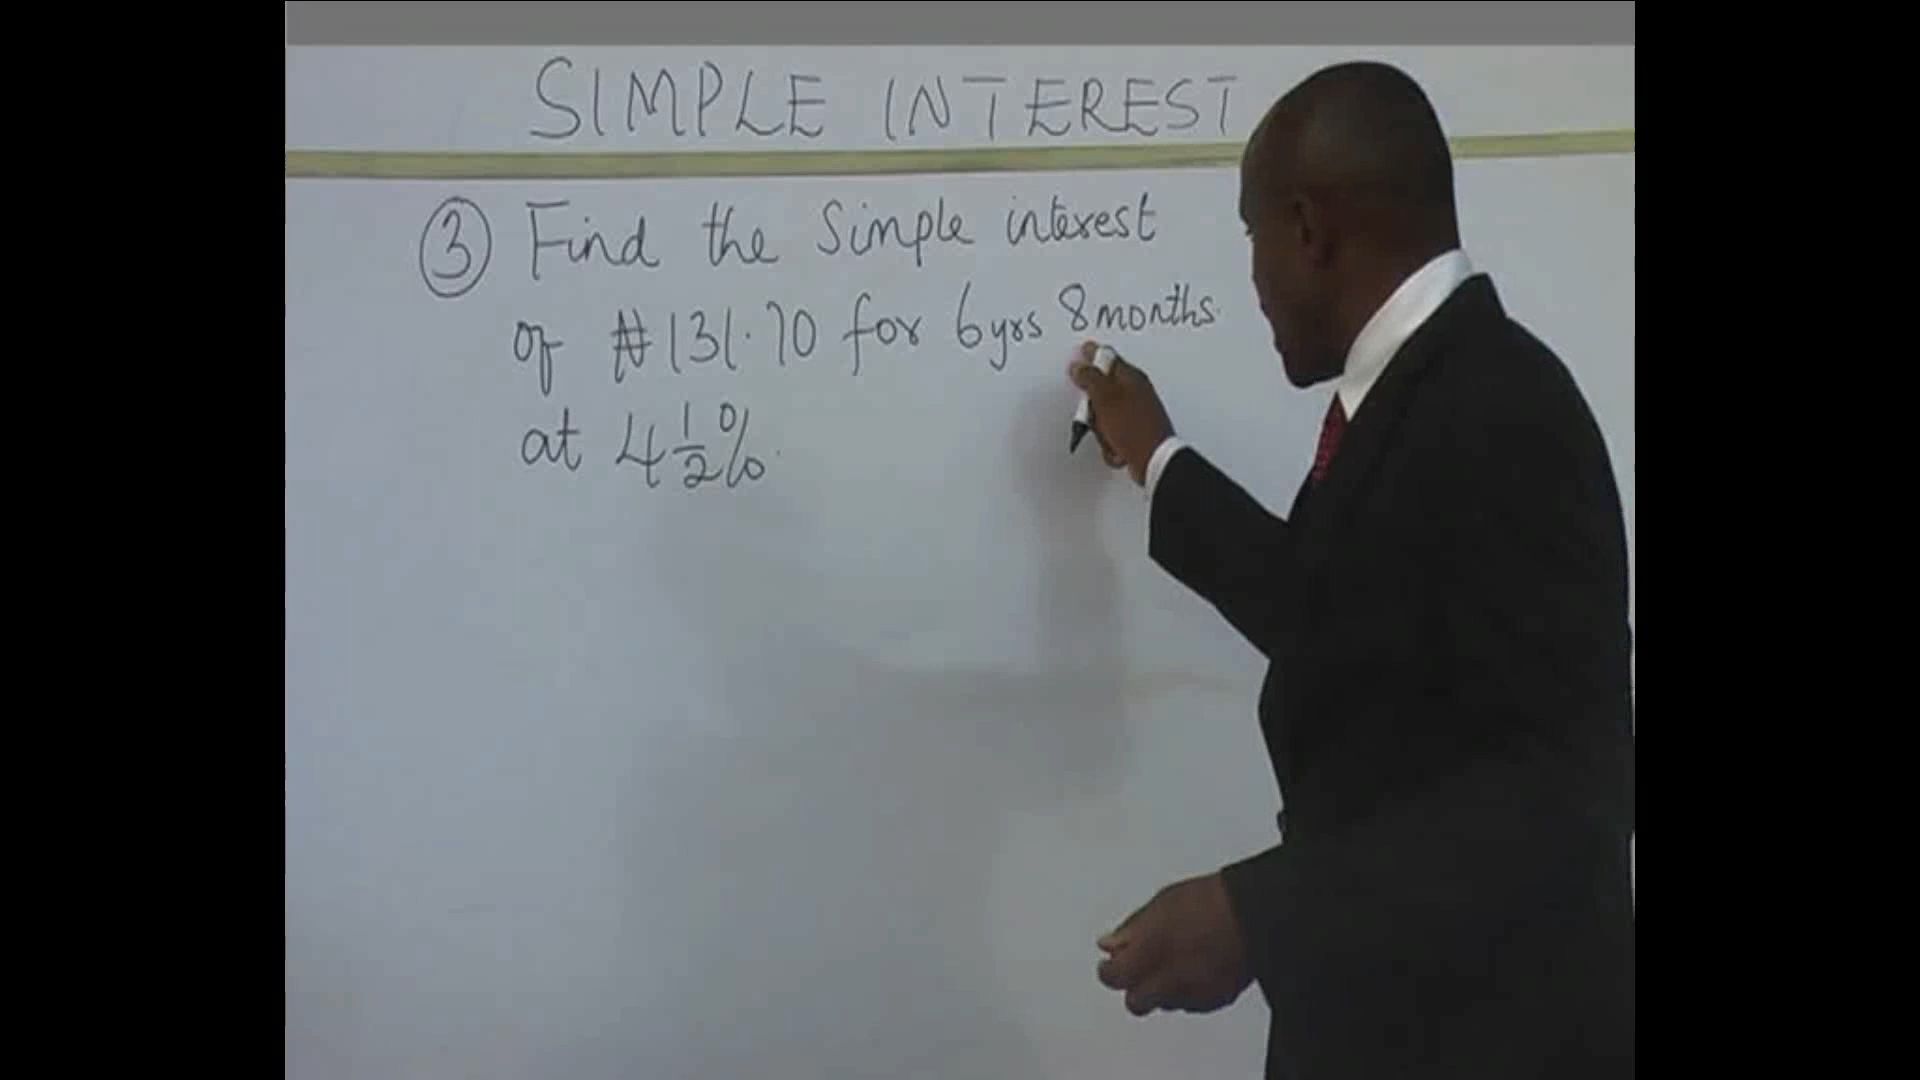 SIMPLE INTEREST
③ Find the Simple interest
of ₦131.70 for 6yrs 8months.
at 4½%.